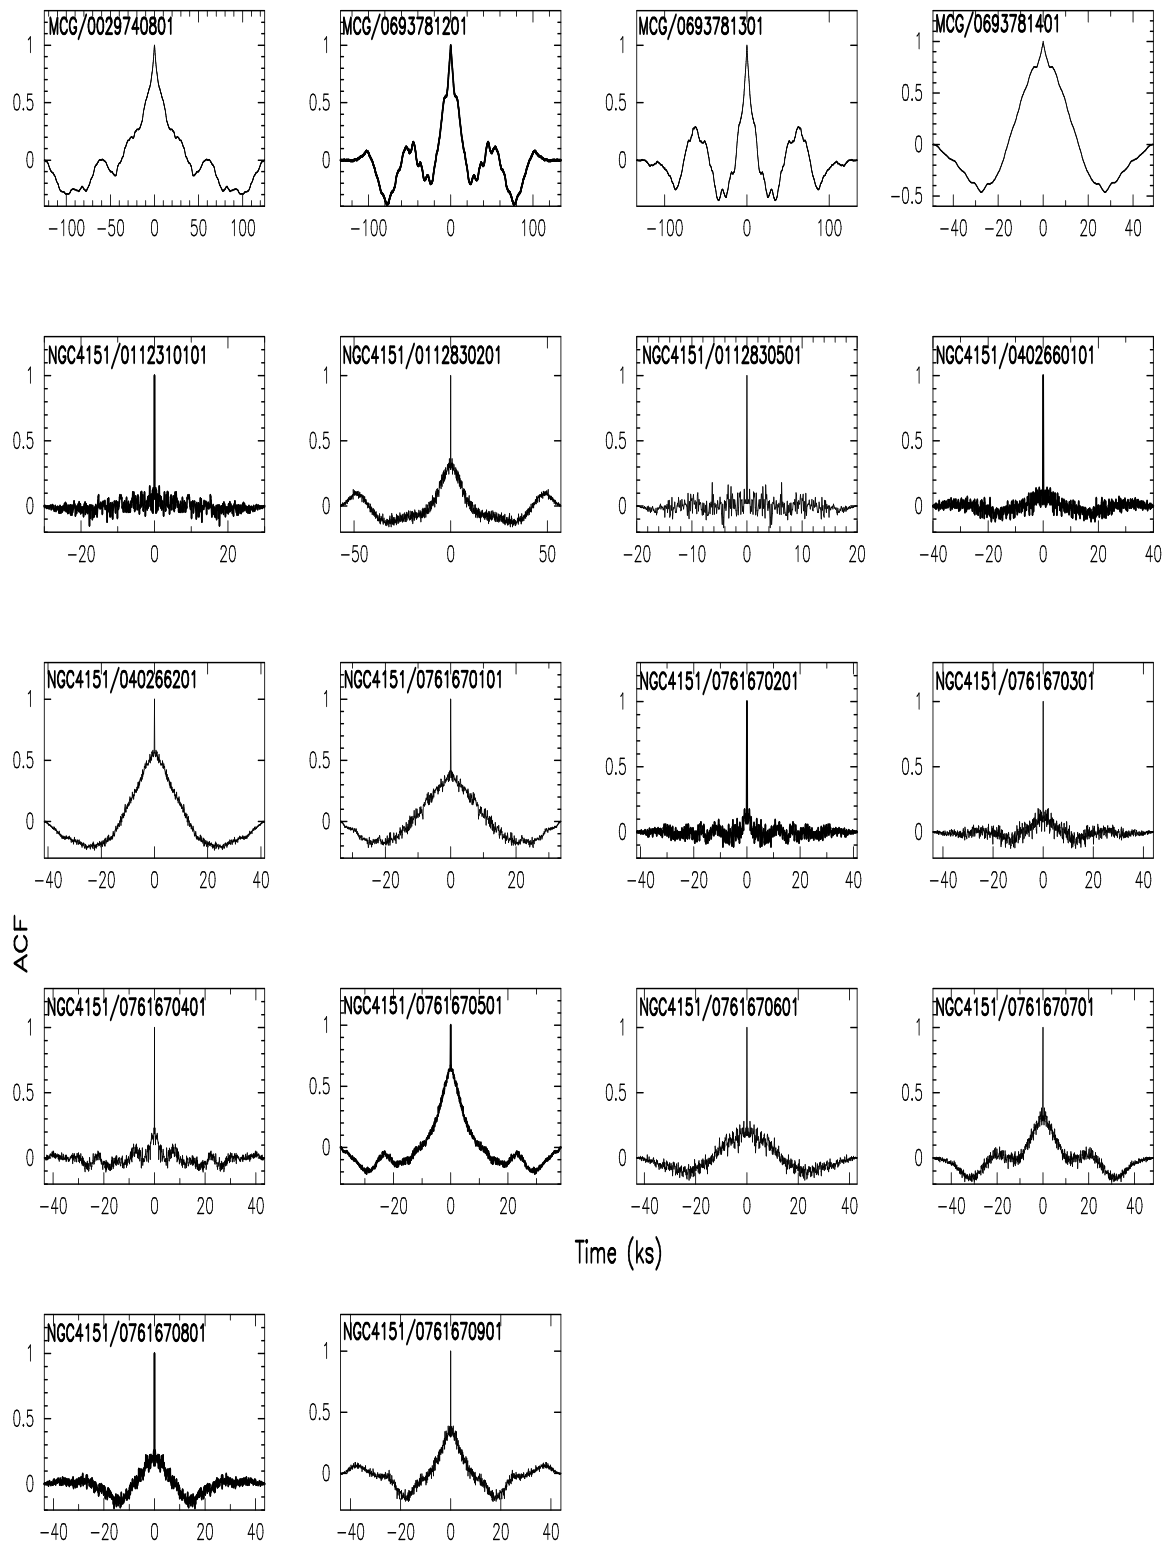 MCG/0029740801 MCG/0693781201 MCG/0693781301 MCG/0693781401
1 1 1 1
0.5 0.5 0.5 0.5
0 0 0 0
−0.5
−100 −50 0 50 100 −100 0 100 −100 0 100 −40 −20 0 20 40
NGC4151/0112310101 NGC4151/0112830201 NGC4151/0112830501 NGC4151/0402660101
1 1 1 1
0.5 0.5 0.5 0.5
0 0 0 0
−20 0 20 −50 0 50 −20 −10 0 10 20 −40 −20 0 20 40
NGC4151/040266201 NGC4151/0761670101 NGC4151/0761670201 NGC4151/0761670301
1 1 1 1
0.5 0.5 0.5 0.5
0 0 0 0
−40 −20 0 20 40 −20 0 20 −40 −20 0 20 40 −40 −20 0 20 40
ACF
NGC4151/0761670401 NGC4151/0761670501 NGC4151/0761670601 NGC4151/0761670701
1 1 1 1
0.5 0.5 0.5 0.5
0 0 0 0
−40 −20 0 20 40 −20 0 20 −40 −20 0 20 40 −40 −20 0 20 40
Time (ks)
NGC4151/0761670801 NGC4151/0761670901
1 1
0.5 0.5
0 0
−40 −20 0 20 40 −40 −20 0 20 40